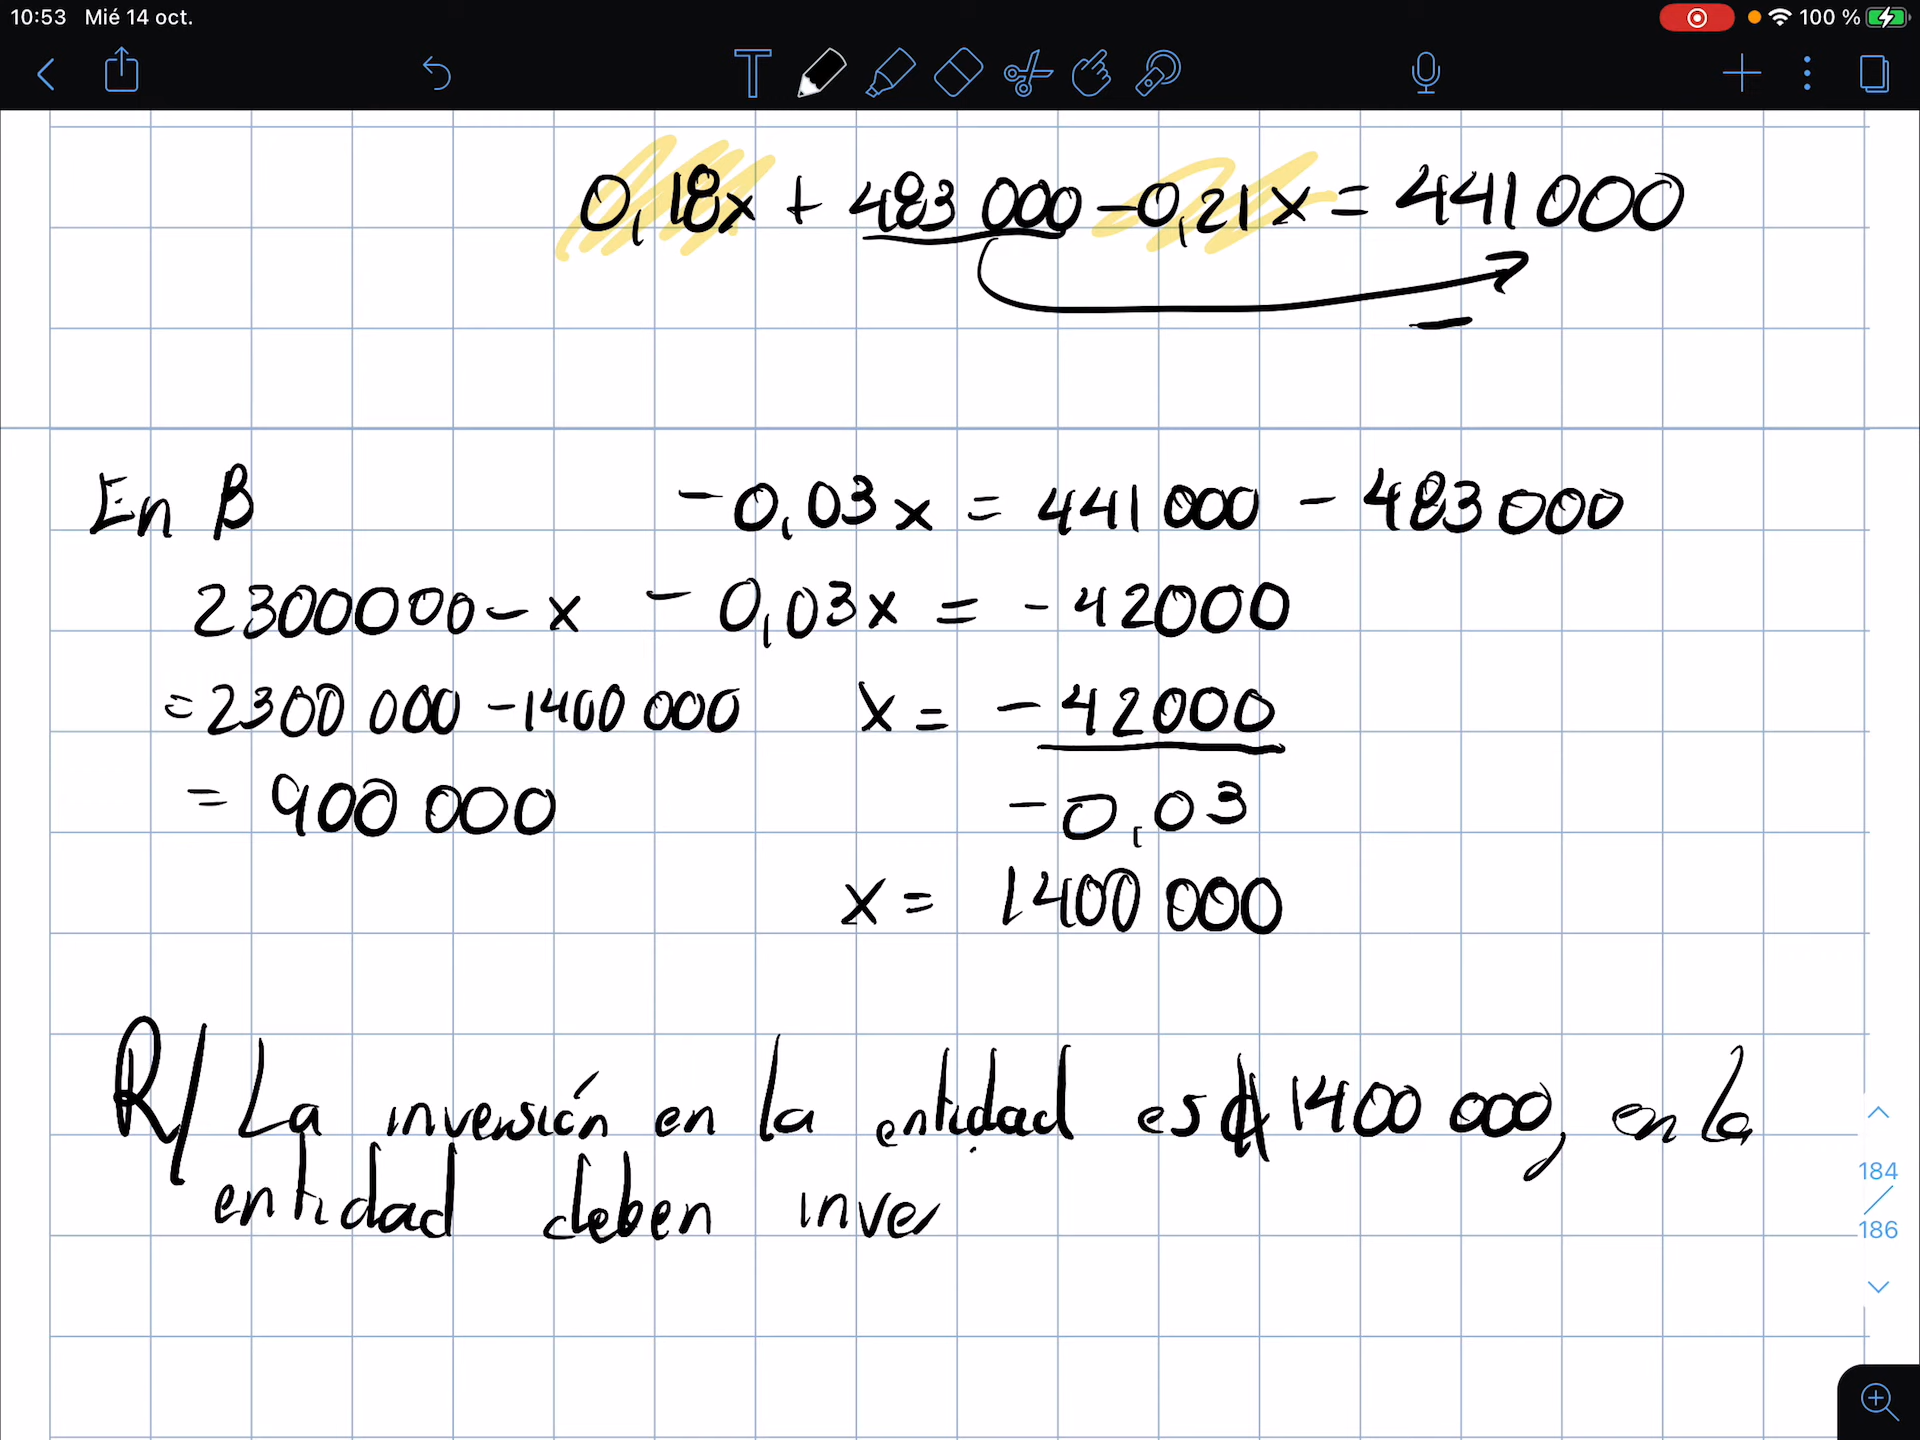 10:53 Mié 14 oct.
100 %
T
0,18x + 483 000 - 0,21x = 441 000
En B
-0,03x = 441 000 - 483 000
2300000 - x
-0,03x = -42000
= 2300 000 - 1400 000
x = -42000
-0,03
= 900 000
x = 1400 000
R/ La inversión en la entidad es ₡1400 000, en la
entidad deben inver
184
186